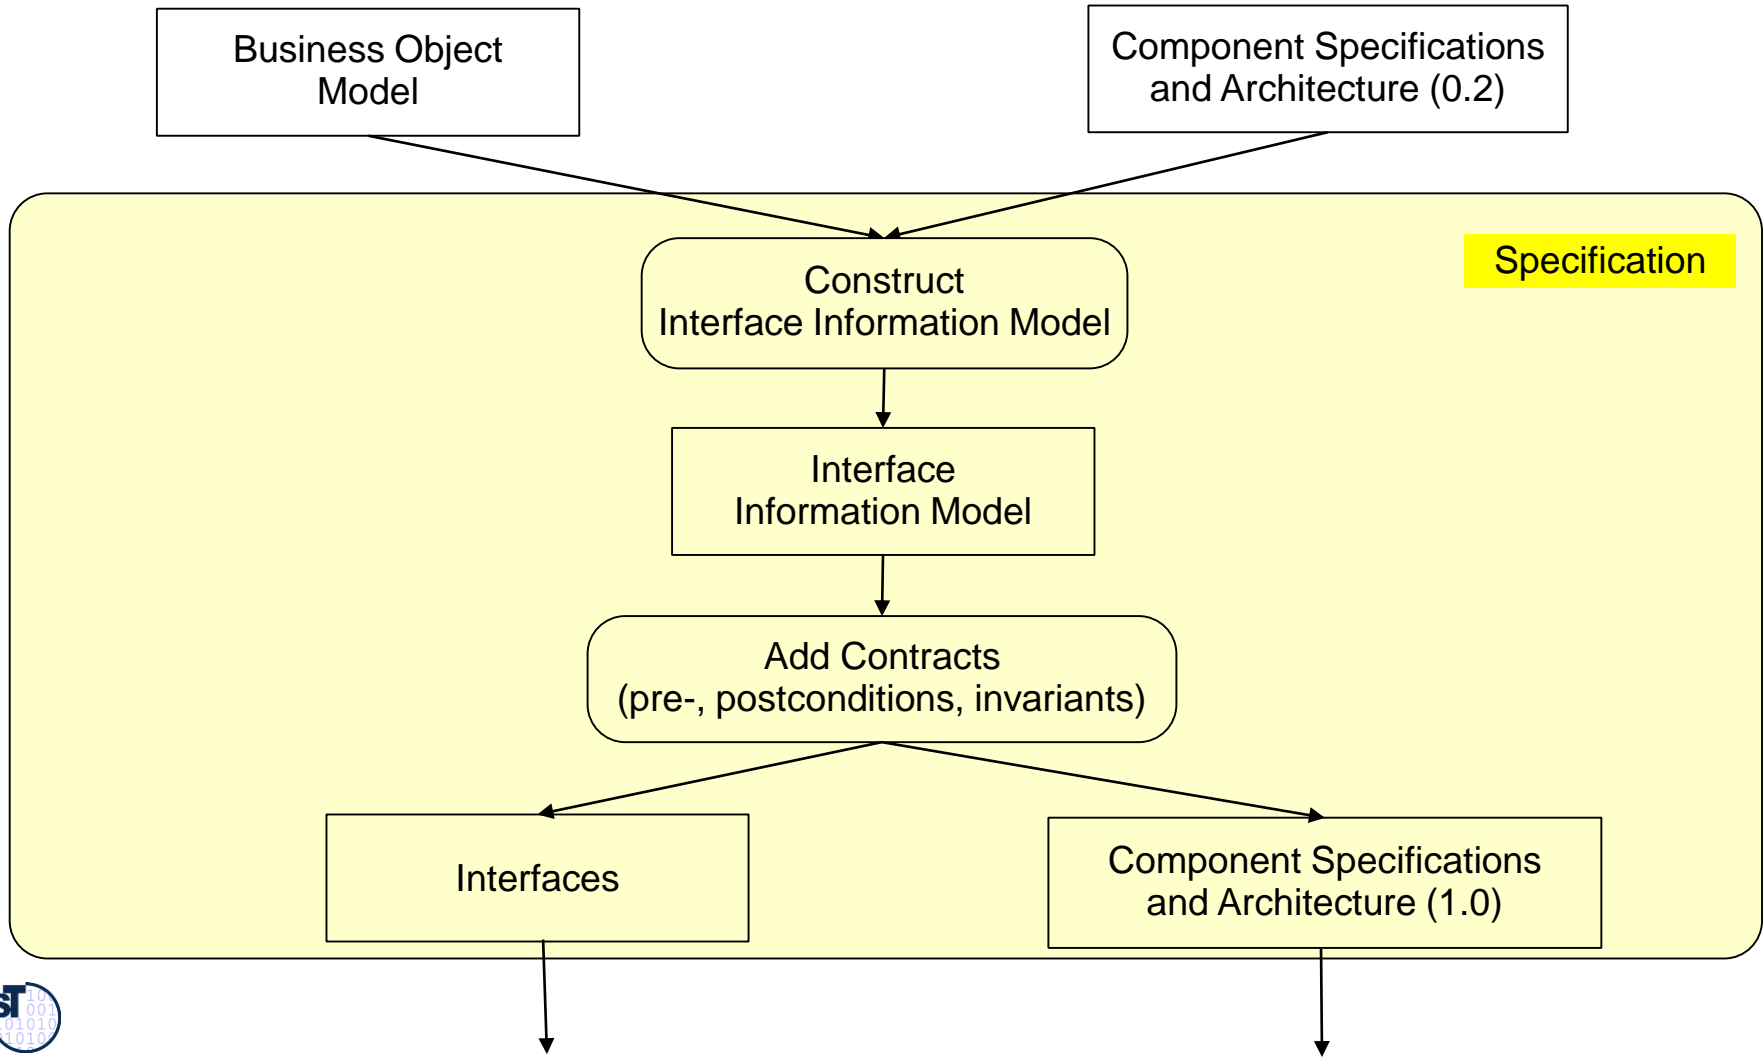 Business Object
Model
Component Specifications
and Architecture (0.2)
Specification
Construct
Interface Information Model
Interface
Information Model
Add Contracts
(pre-, postconditions, invariants)
Interfaces
Component Specifications
and Architecture (1.0)
sT